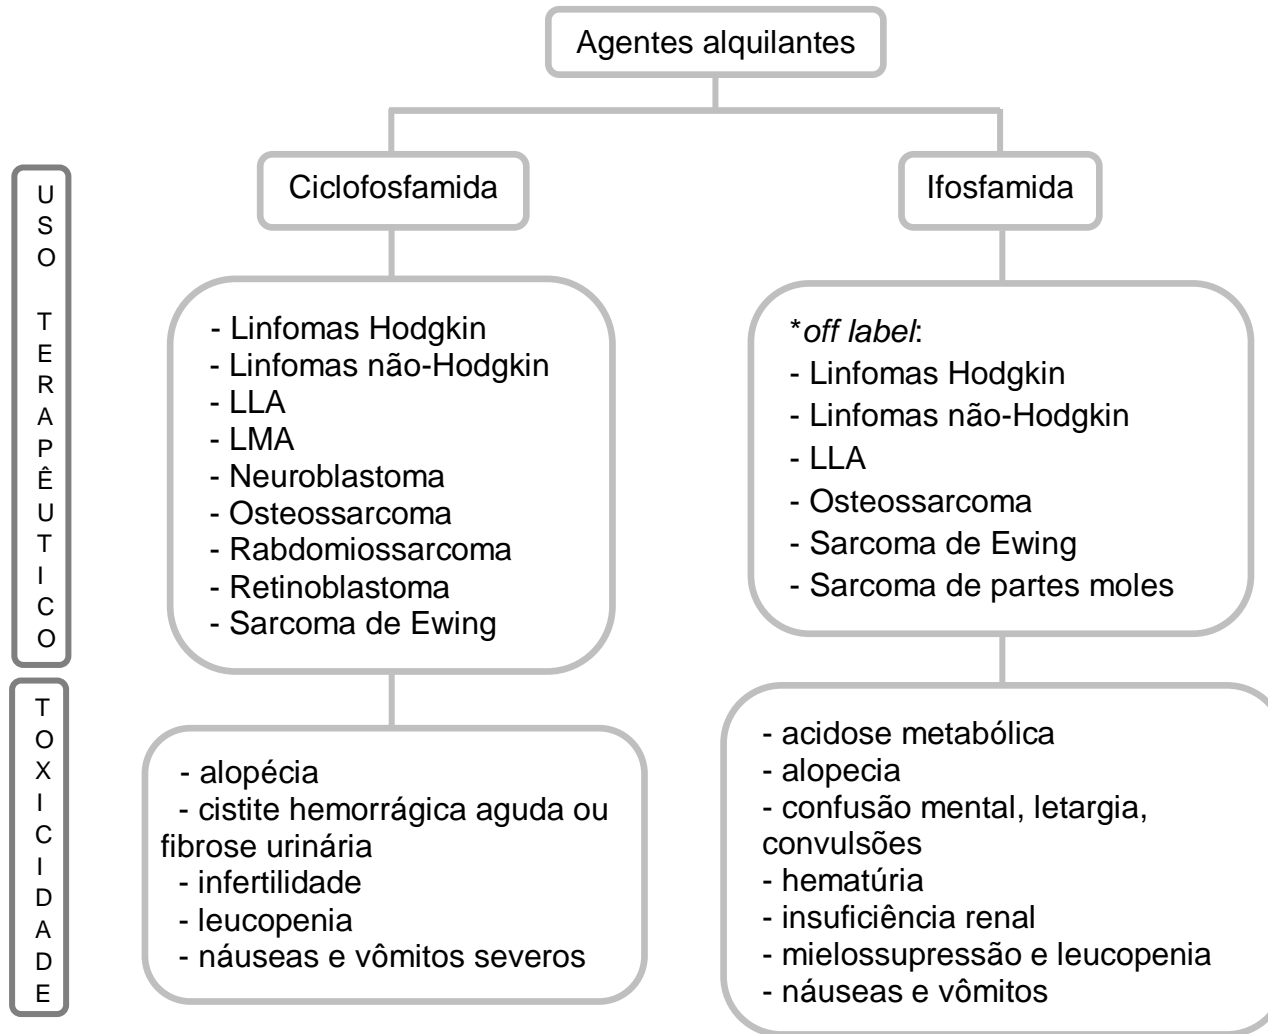 Agentes alquilantes
Ciclofosfamida
Ifosfamida
USO TERAPÊUTICO
- Linfomas Hodgkin
- Linfomas não-Hodgkin
- LLA
- LMA
- Neuroblastoma
- Osteossarcoma
- Rabdomiossarcoma
- Retinoblastoma
- Sarcoma de Ewing
*off label:
- Linfomas Hodgkin
- Linfomas não-Hodgkin
- LLA
- Osteossarcoma
- Sarcoma de Ewing
- Sarcoma de partes moles
TOXICIDADE
- alopécia
- cistite hemorrágica aguda ou
fibrose urinária
- infertilidade
- leucopenia
- náuseas e vômitos severos
- acidose metabólica
- alopecia
- confusão mental, letargia,
convulsões
- hematúria
- insuficiência renal
- mielossupressão e leucopenia
- náuseas e vômitos